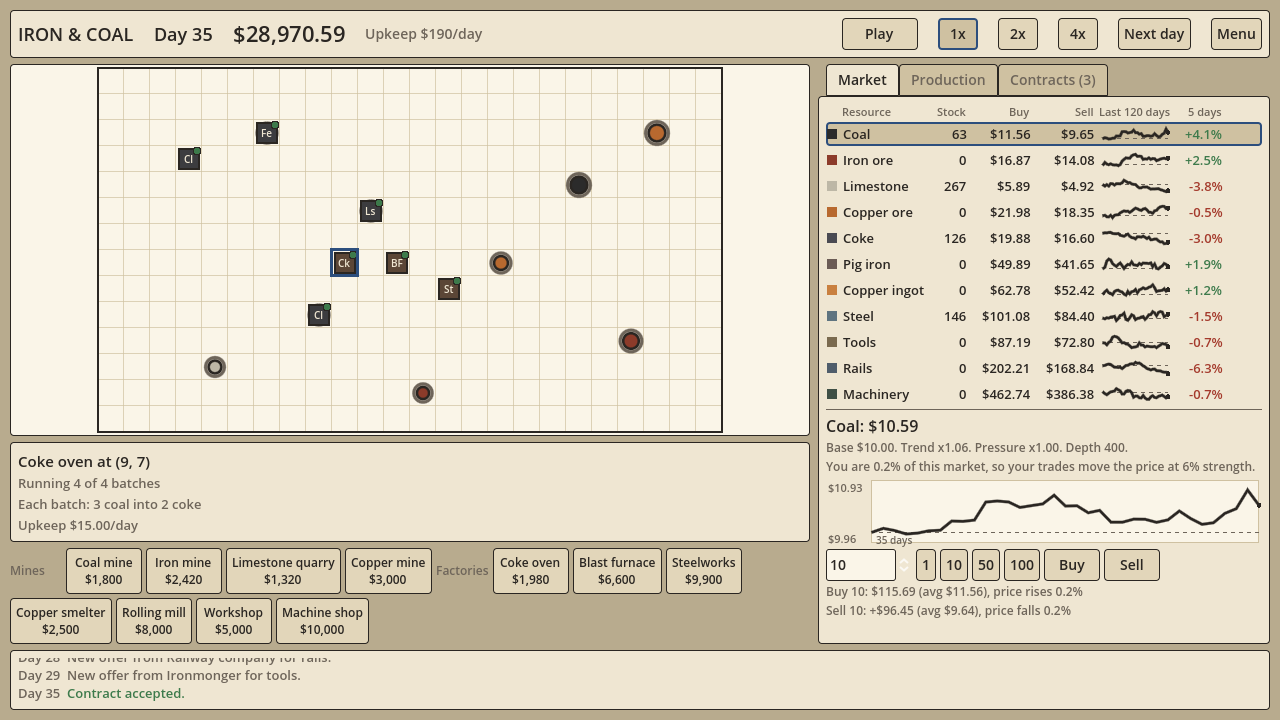 IRON & COAL Day 35 $28,970.59 Upkeep $190/day Play 1x 2x 4x Next day Menu
Fe
Cl
Ls
Ck BF
St
Cl
Coke oven at (9, 7)
Running 4 of 4 batches
Each batch: 3 coal into 2 coke
Upkeep $15.00/day
Mines Coal mine $1,800 Iron mine $2,420 Limestone quarry $1,320 Copper mine $3,000 Factories Coke oven $1,980 Blast furnace $6,600 Steelworks $9,900
Copper smelter $2,500 Rolling mill $8,000 Workshop $5,000 Machine shop $10,000
Market Production Contracts (3)
Resource Stock Buy Sell Last 120 days 5 days
Coal 63 $11.56 $9.65 +4.1%
Iron ore 0 $16.87 $14.08 +2.5%
Limestone 267 $5.89 $4.92 -3.8%
Copper ore 0 $21.98 $18.35 -0.5%
Coke 126 $19.88 $16.60 -3.0%
Pig iron 0 $49.89 $41.65 +1.9%
Copper ingot 0 $62.78 $52.42 +1.2%
Steel 146 $101.08 $84.40 -1.5%
Tools 0 $87.19 $72.80 -0.7%
Rails 0 $202.21 $168.84 -6.3%
Machinery 0 $462.74 $386.38 -0.7%
Coal: $10.59
Base $10.00. Trend x1.06. Pressure x1.00. Depth 400.
You are 0.2% of this market, so your trades move the price at 6% strength.
$10.93
$9.96 35 days
10 1 10 50 100 Buy Sell
Buy 10: $115.69 (avg $11.56), price rises 0.2%
Sell 10: +$96.45 (avg $9.64), price falls 0.2%
Day 28 New offer from Railway company for rails.
Day 29 New offer from Ironmonger for tools.
Day 35 Contract accepted.